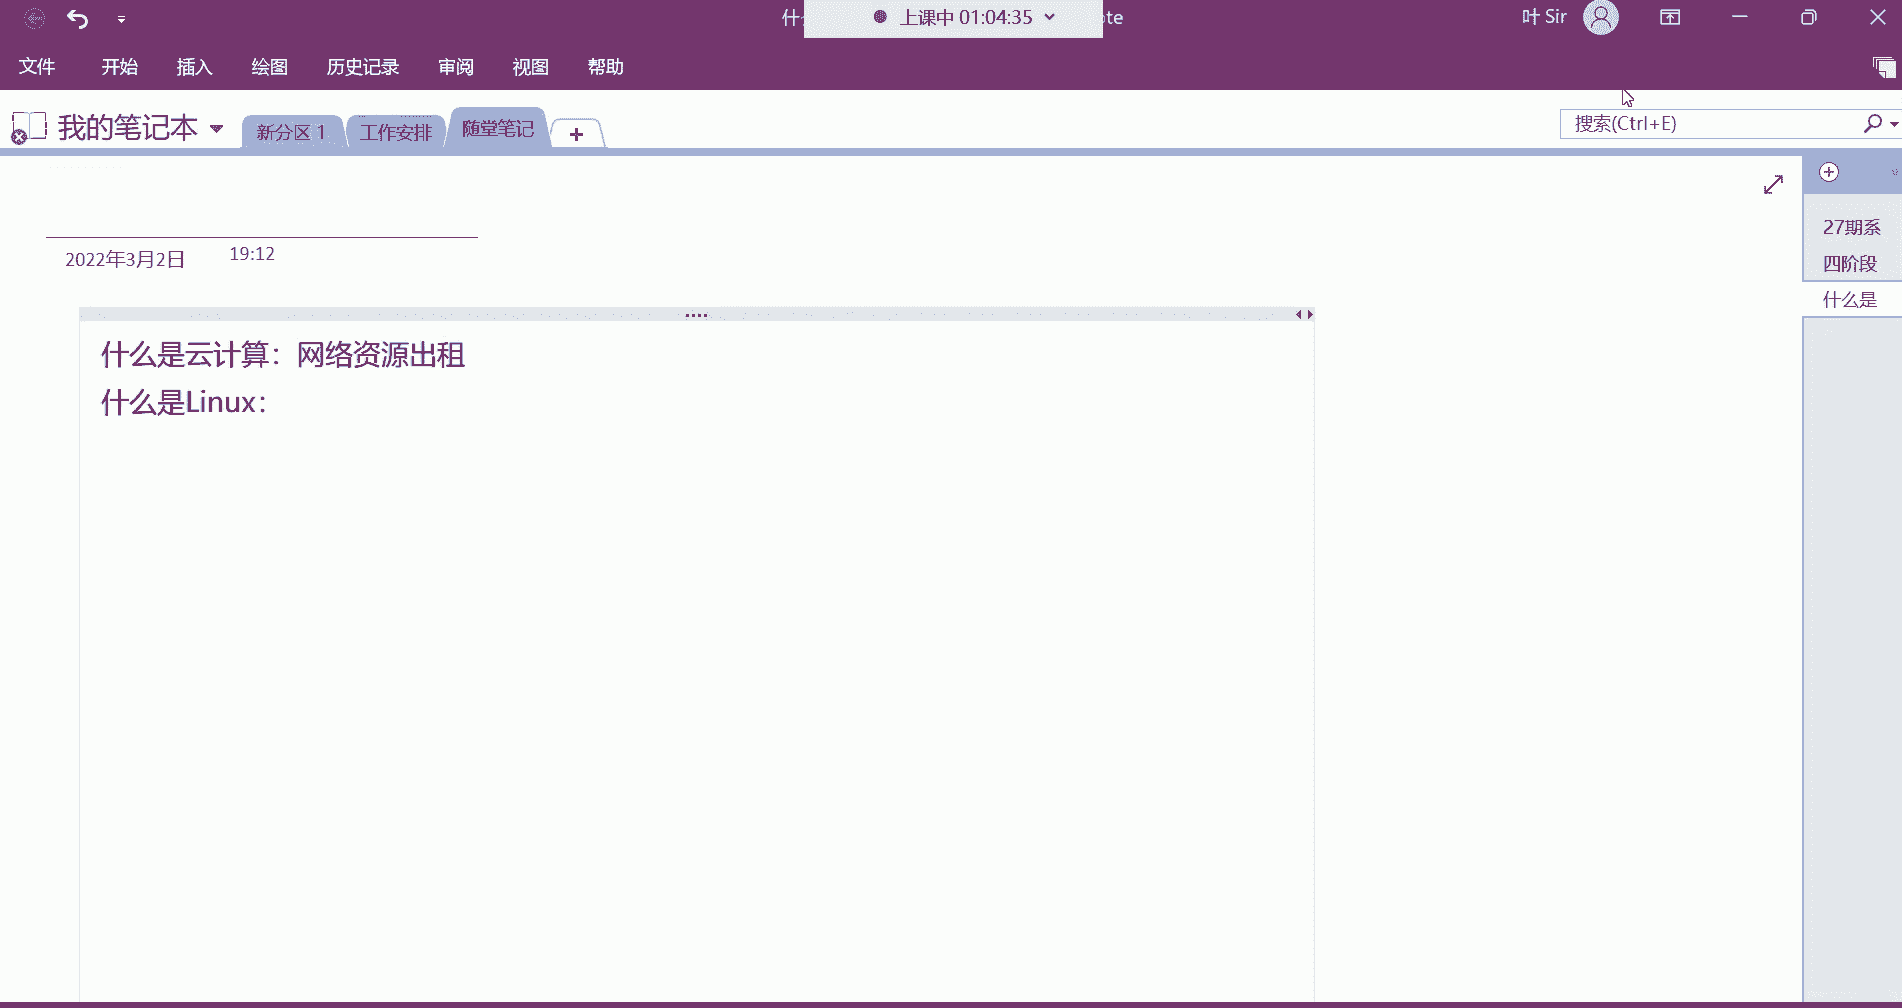 什 上课中 01:04:35 ote 叶 Sir
文件 开始 插入 绘图 历史记录 审阅 视图 帮助
我的笔记本 新分区 1 工作安排 随堂笔记 搜索(Ctrl+E)
27期系
四阶段
什么是
2022年3月2日 19:12
什么是云计算：网络资源出租
什么是Linux：